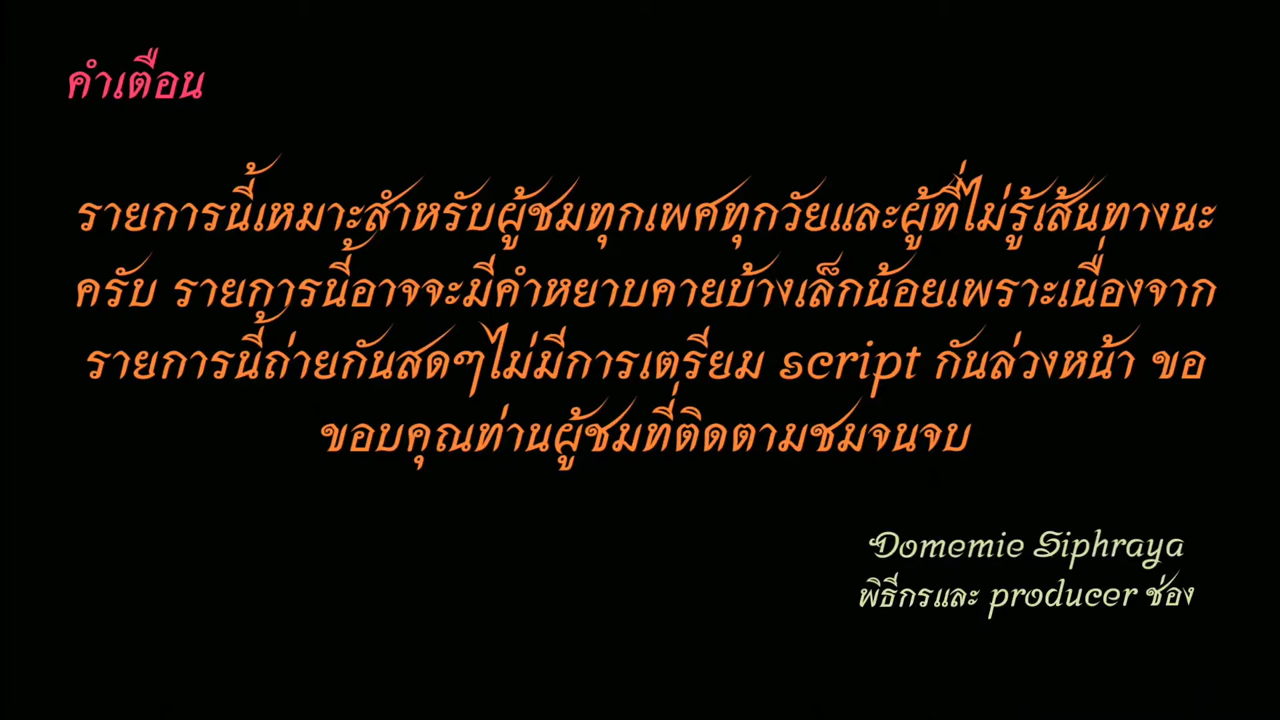 คำเตือน
รายการนี้เหมาะสำหรับผู้ชมทุกเพศทุกวัยและผู้ที่ไม่รู้เส้นทางนะ
ครับ รายการนี้อาจจะมีคำหยาบคายบ้างเล็กน้อยเพราะเนื่องจาก
รายการนี้ถ่ายกันสดๆไม่มีการเตรียม script กันล่วงหน้า ขอ
ขอบคุณท่านผู้ชมที่ติดตามชมจนจบ
Domemie Siphraya
พิธีกรและ producer ช่อง